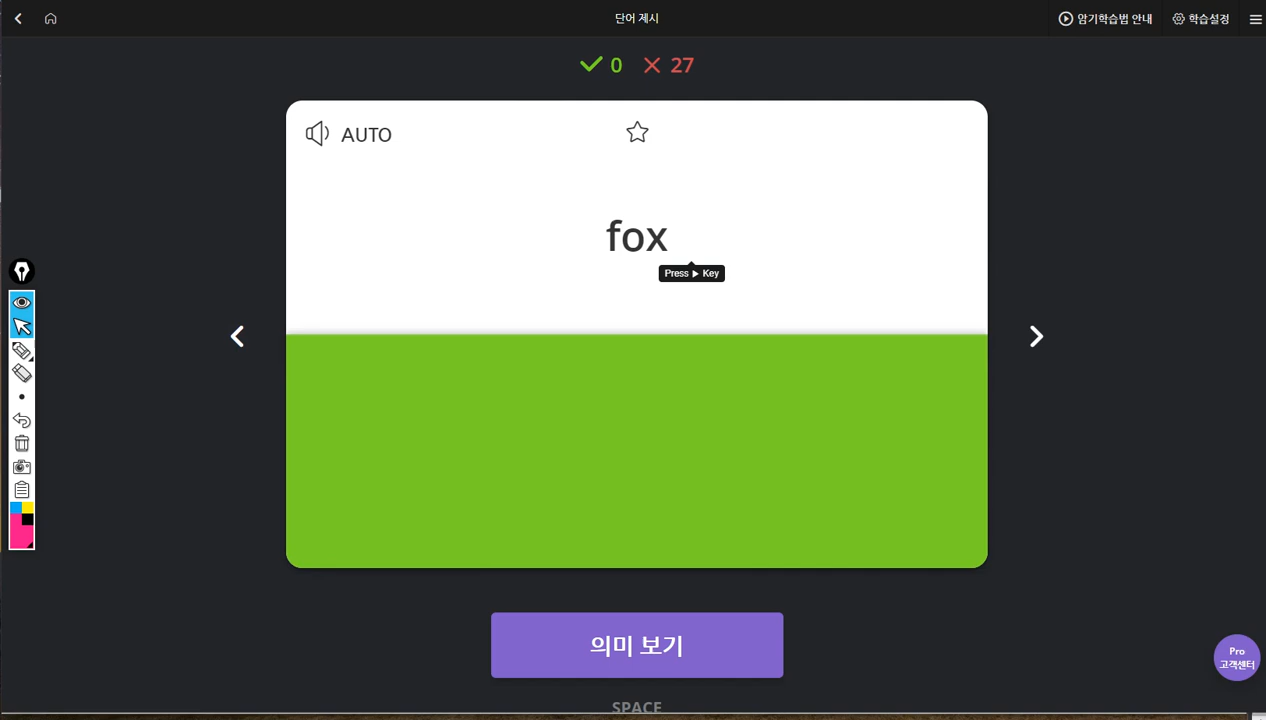 단어 제시
암기학습법 안내
학습설정
0
27
AUTO
fox
Press ▶ Key
의미 보기
SPACE
Pro
고객센터